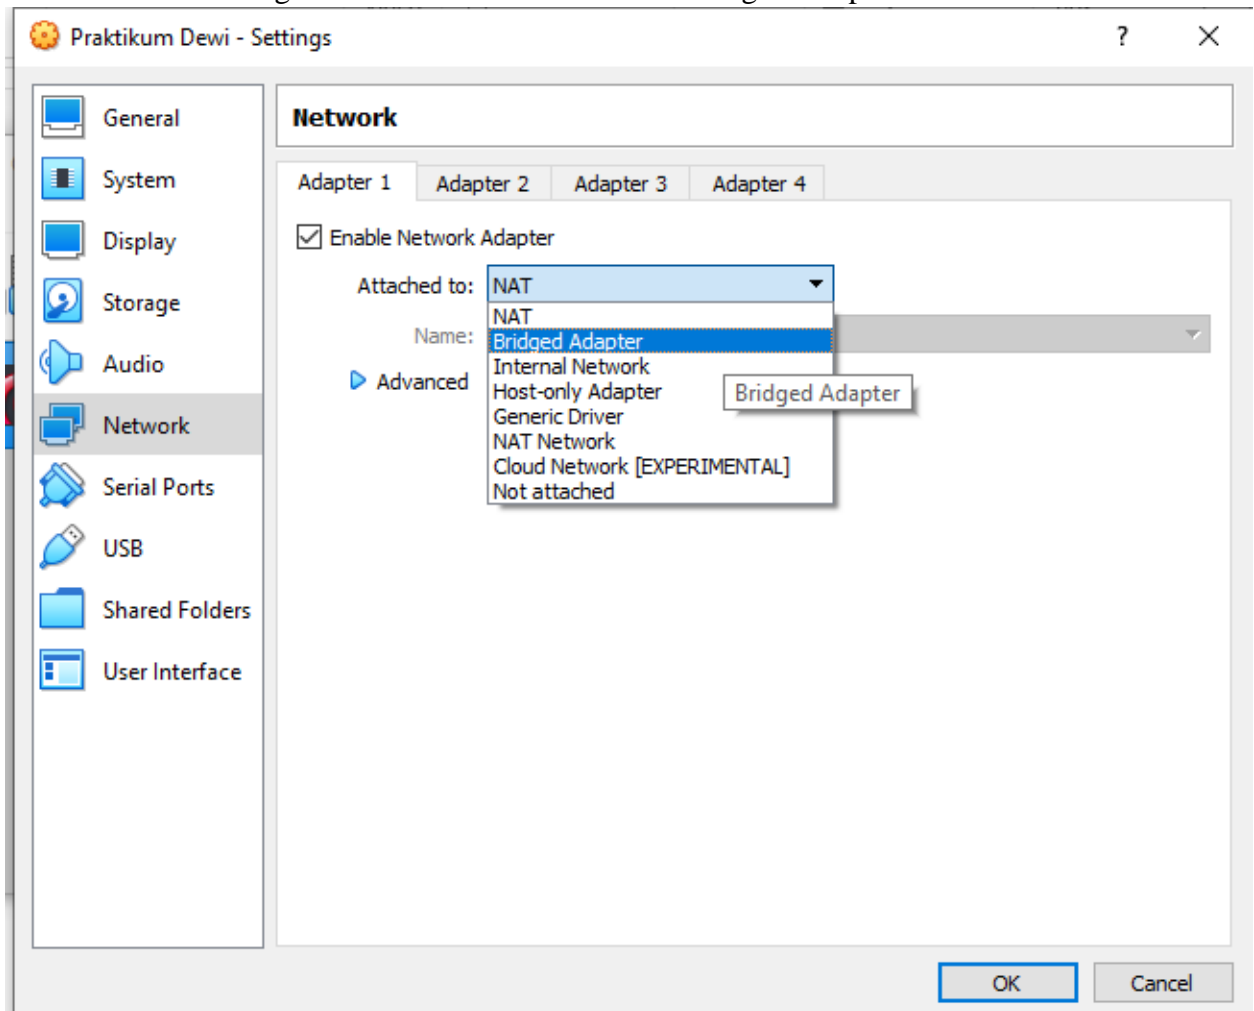 Praktikum Dewi - Settings
?
General
System
Display
Storage
Audio
Network
Serial Ports
USB
Shared Folders
User Interface
Network
Adapter 1
Adapter 2
Adapter 3
Adapter 4
Enable Network Adapter
Attached to: NAT
NAT
Name:
Bridged Adapter
Internal Network
Advanced
Host-only Adapter
Bridged Adapter
Generic Driver
NAT Network
Cloud Network [EXPERIMENTAL]
Not attached
OK
Cancel